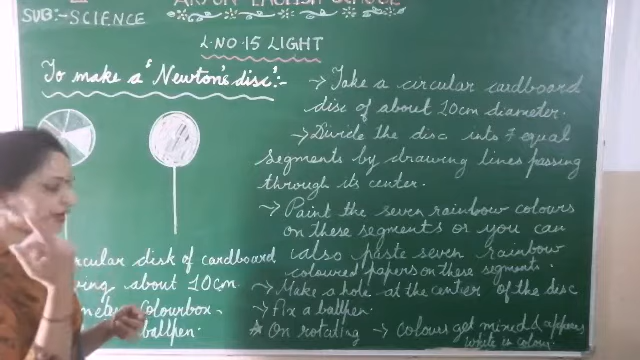 ENGLISH SCHOOL
SUB:- SCIENCE
L.NO.15 LIGHT
To make a "Newton's disc":-
→ Take a circular cardboard
disc of about 10cm diameter.
→ Divide the disc into 7 equal
segments by drawing lines passing
through its center.
→ Paint the seven rainbow colours
on these segments or you can
also paste seven rainbow
coloured papers on these segments.
→ Make a hole at the center of the disc
→ Fix a ballpen.
* On rotating → colours get mixed & appears
white in colour.
disk of cardboard
about 10cm
Colourbox,
ballpen.